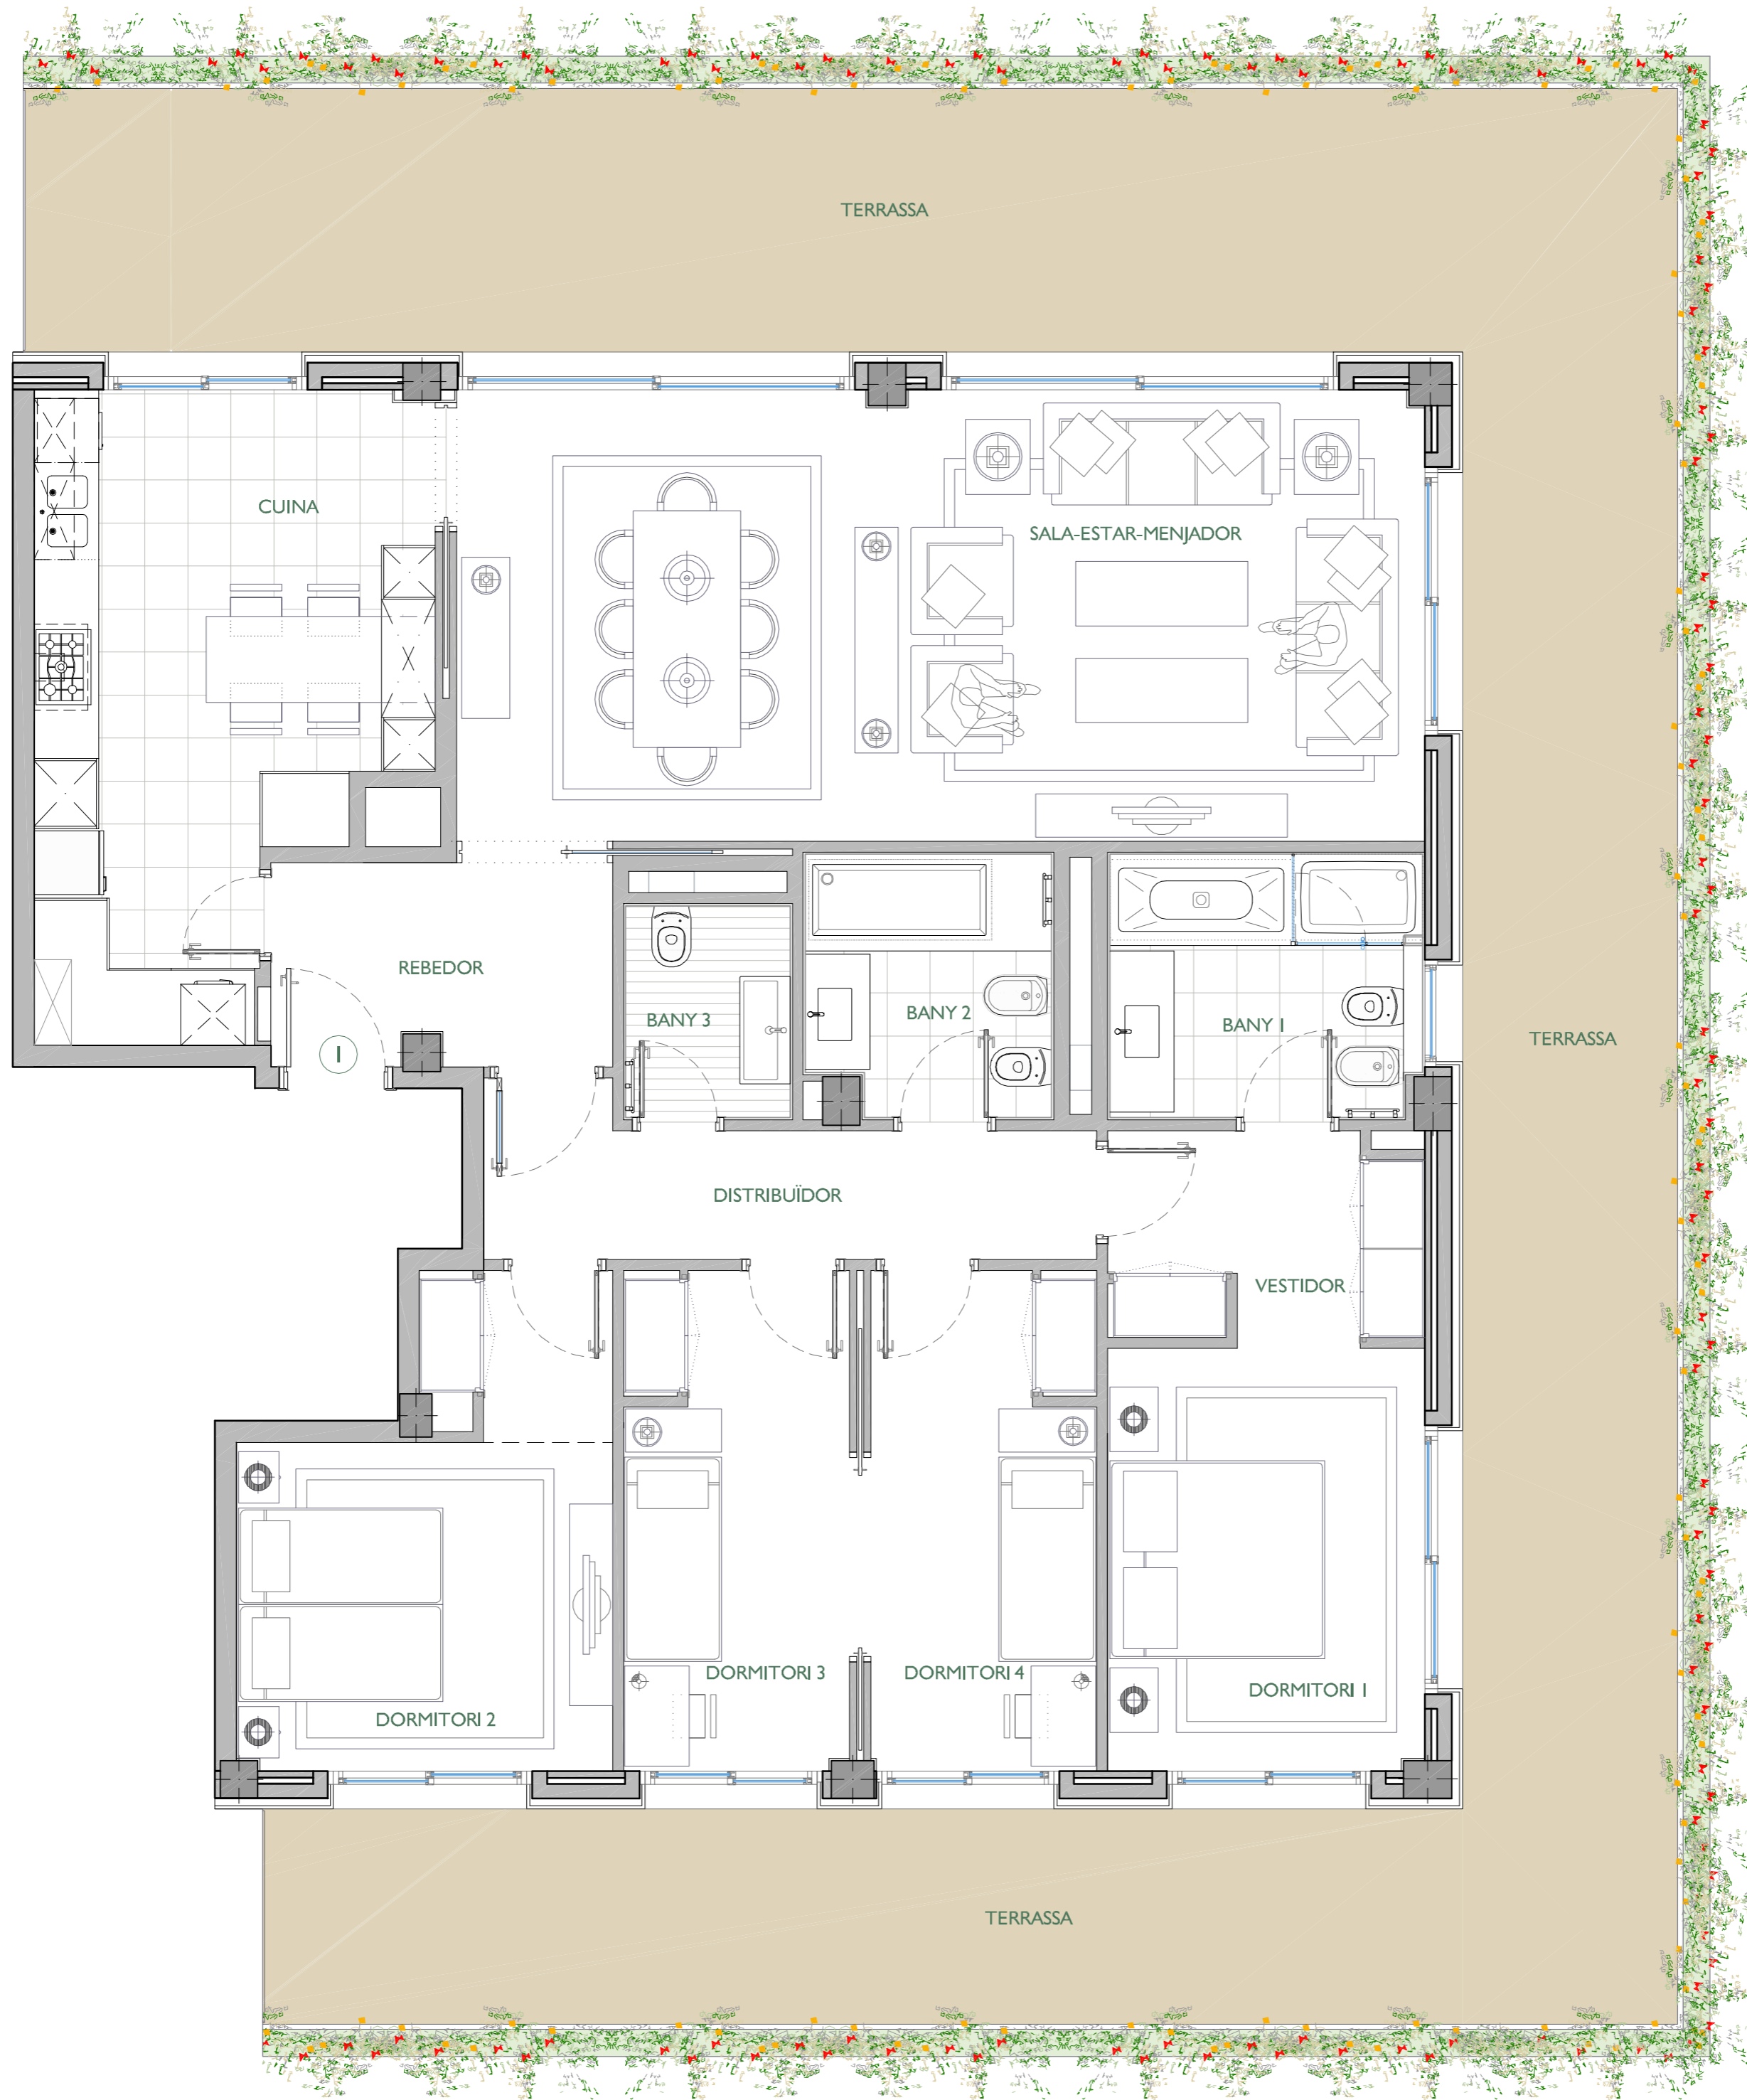 TERRASSA
CUINA
SALA-ESTAR-MENJADOR
REBEDOR
BANY 3
BANY 2
BANY 1
1
TERRASSA
DISTRIBUÏDOR
VESTIDOR
DORMITORI 3
DORMITORI 4
DORMITORI 1
DORMITORI 2
TERRASSA